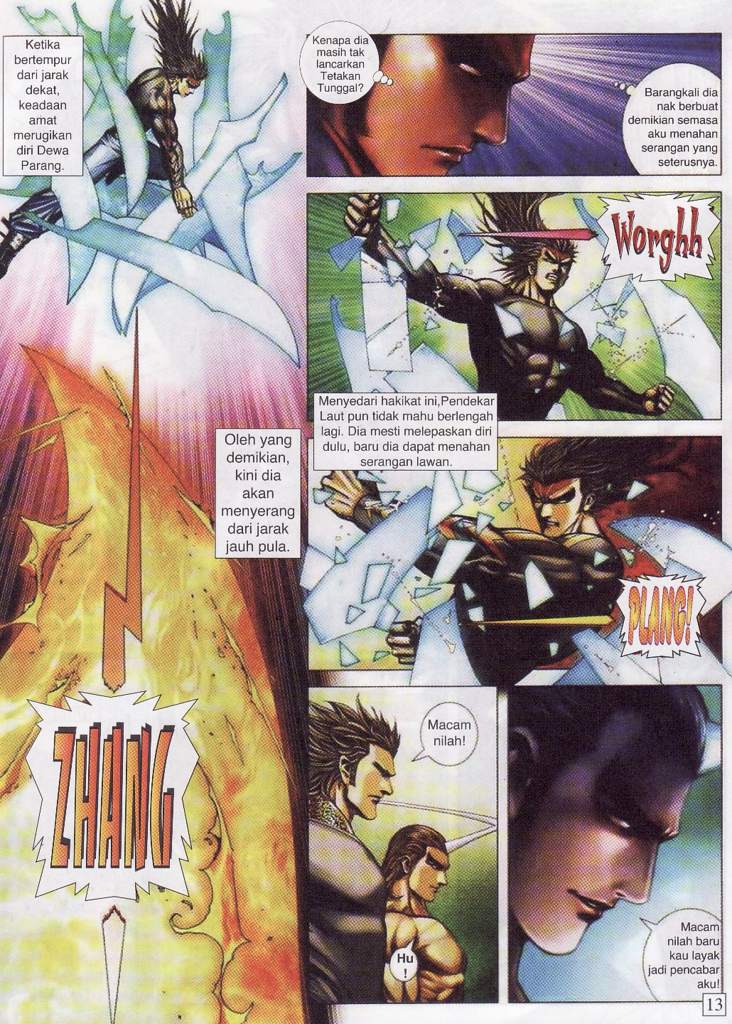 Ketika
bertempur
dari jarak
dekat,
keadaan
amat
merugikan
diri Dewa
Parang.
Oleh yang
demikian,
kini dia
akan
menyerang
dari jarak
jauh pula.
ZHANG
Kenapa dia
masih tak
lancarkan
Tetakan
Tunggal?
Barangkali dia
nak berbuat
demikian semasa
aku menahan
serangan yang
seterusnya.
Worghh
Menyedari hakikat ini,Pendekar
Laut pun tidak mahu berlengah
lagi. Dia mesti melepaskan diri
dulu, baru dia dapat menahan
serangan lawan.
PLANG!
Macam
nilah!
Hu
!
Macam
nilah baru
kau layak
jadi pencabar
aku!
13